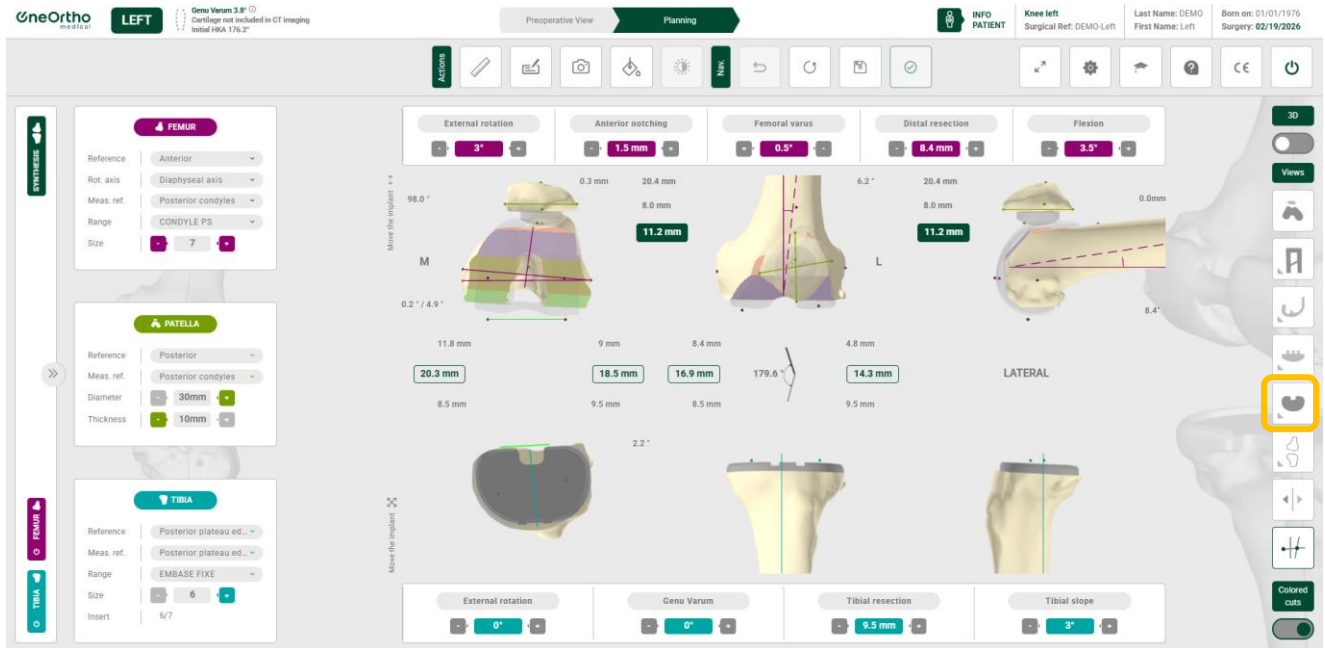 OneOrtho
medical
LEFT
Genu Varum 3.8°
Cartilage not included in CT imaging
Initial HKA 176.2°
Preoperative View
Planning
INFO
PATIENT
Knee left
Surgical Ref: DEMO-Left
Last Name: DEMO
First Name: Left
Born on: 01/01/1976
Surgery: 02/19/2026
Actions
Nav.
CE
SYNTHESIS
FEMUR
Reference Anterior
Rot. axis Diaphyseal axis
Meas. ref. Posterior condyles
Range CONDYLE PS
Size - 7 +
PATELLA
Reference Posterior
Meas. ref. Posterior condyles
Diameter - 30mm +
Thickness - 10mm +
TIBIA
Reference Posterior plateau ed...
Meas. ref. Posterior plateau ed...
Range EMBASE FIXE
Size - 6 +
Insert 6/7
FEMUR
TIBIA
External rotation
- 3° +
Anterior notching
- 1.5 mm +
Femoral varus
+ 0.5° -
Distal resection
- 8.4 mm +
Flexion
- 3.5° +
Move the implant
98.0 °
0.3 mm
20.4 mm
8.0 mm
11.2 mm
6.2 °
20.4 mm
8.0 mm
11.2 mm
0.0mm
M
L
0.2 ° / 4.9 °
8.4°
11.8 mm
9 mm
8.4 mm
4.8 mm
20.3 mm
18.5 mm
16.9 mm
179.6 °
14.3 mm
LATERAL
8.5 mm
9.5 mm
8.5 mm
9.5 mm
2.2 °
Move the implant
External rotation
- 0° +
Genu Varum
- 0° +
Tibial resection
- 9.5 mm +
Tibial slope
- 3° +
3D
Views
Colored
cuts